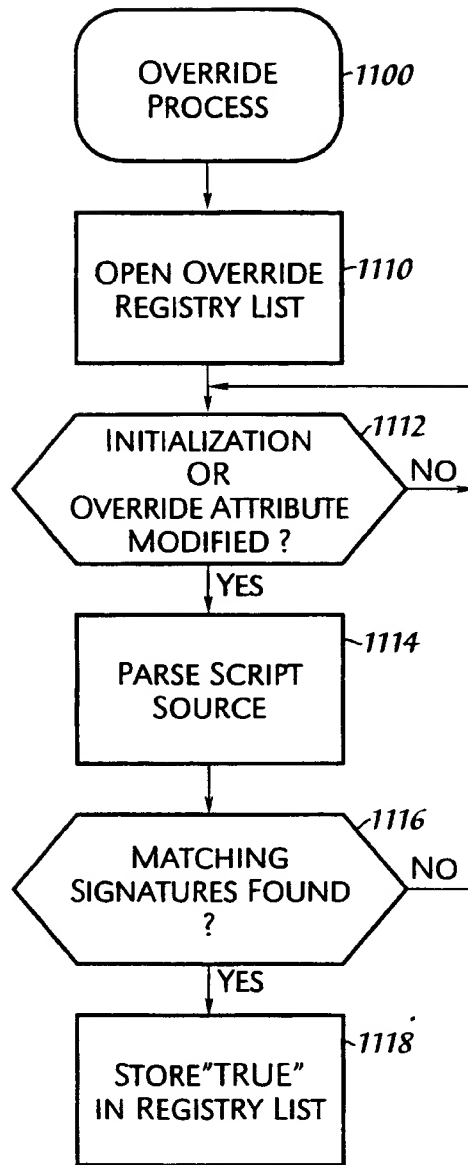 OVERRIDE
PROCESS
1100
OPEN OVERRIDE
REGISTRY LIST
1110
INITIALIZATION
OR
OVERRIDE ATTRIBUTE
MODIFIED ?
1112
NO
YES
PARSE SCRIPT
SOURCE
1114
MATCHING
SIGNATURES FOUND
?
1116
NO
YES
STORE"TRUE"
IN REGISTRY LIST
1118